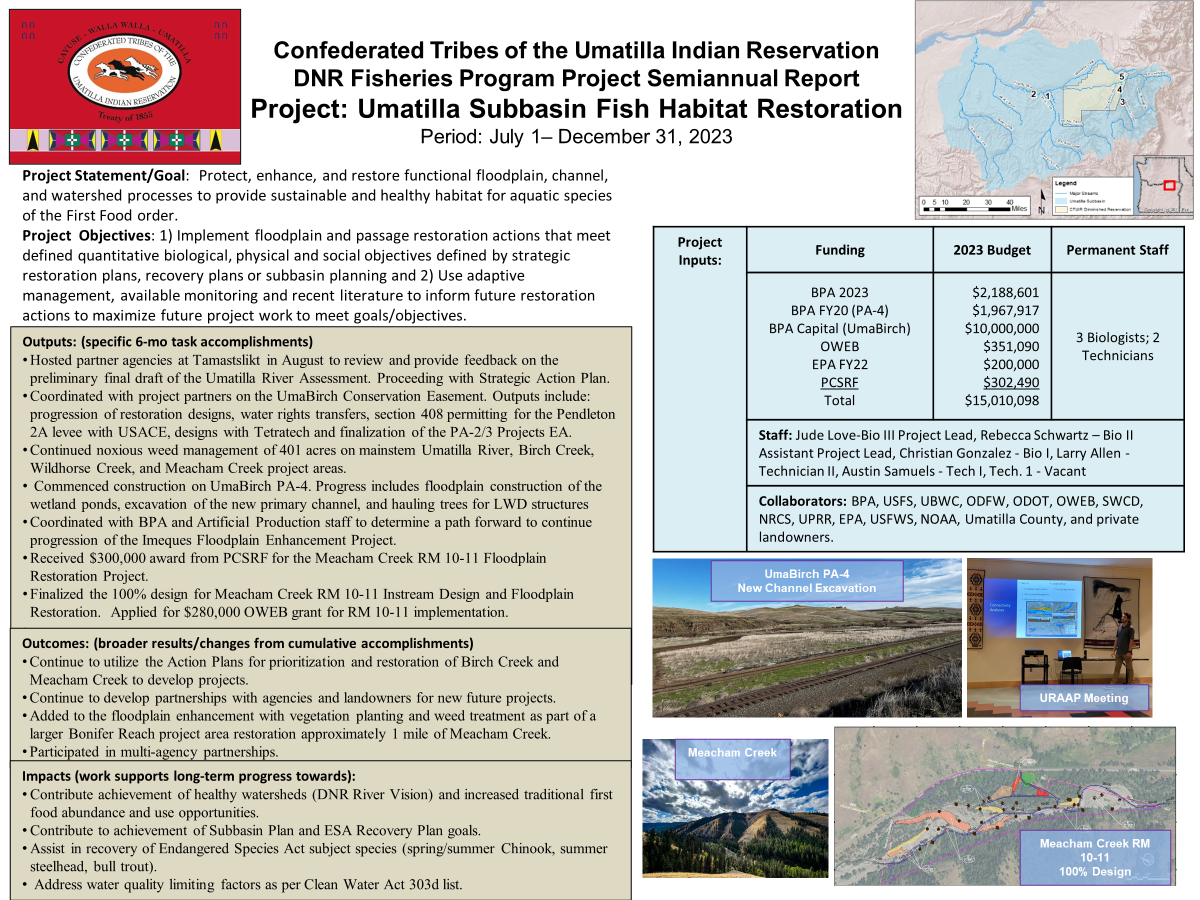 CAYUSE - WALLA WALLA - UMATILLA
CONFEDERATED TRIBES OF THE
UMATILLA INDIAN RESERVATION
Treaty of 1855
Confederated Tribes of the Umatilla Indian Reservation
DNR Fisheries Program Project Semiannual Report
Project: Umatilla Subbasin Fish Habitat Restoration
Period: July 1– December 31, 2023
5
4
3
2
1
Legend
Major Streams
Umatilla Subbasin
CTUIR Diminished Reservation
0 5 10 20 30 40
Miles
N
Project Statement/Goal: Protect, enhance, and restore functional floodplain, channel,
and watershed processes to provide sustainable and healthy habitat for aquatic species
of the First Food order.
Project Objectives: 1) Implement floodplain and passage restoration actions that meet
defined quantitative biological, physical and social objectives defined by strategic
restoration plans, recovery plans or subbasin planning and 2) Use adaptive
management, available monitoring and recent literature to inform future restoration
actions to maximize future project work to meet goals/objectives.
Outputs: (specific 6-mo task accomplishments)
•Hosted partner agencies at Tamastslikt in August to review and provide feedback on the
preliminary final draft of the Umatilla River Assessment. Proceeding with Strategic Action Plan.
•Coordinated with project partners on the UmaBirch Conservation Easement. Outputs include:
progression of restoration designs, water rights transfers, section 408 permitting for the Pendleton
2A levee with USACE, designs with Tetratech and finalization of the PA-2/3 Projects EA.
•Continued noxious weed management of 401 acres on mainstem Umatilla River, Birch Creek,
Wildhorse Creek, and Meacham Creek project areas.
• Commenced construction on UmaBirch PA-4. Progress includes floodplain construction of the
wetland ponds, excavation of the new primary channel, and hauling trees for LWD structures
•Coordinated with BPA and Artificial Production staff to determine a path forward to continue
progression of the Imeques Floodplain Enhancement Project.
•Received $300,000 award from PCSRF for the Meacham Creek RM 10-11 Floodplain
Restoration Project.
•Finalized the 100% design for Meacham Creek RM 10-11 Instream Design and Floodplain
Restoration. Applied for $280,000 OWEB grant for RM 10-11 implementation.
Outcomes: (broader results/changes from cumulative accomplishments)
•Continue to utilize the Action Plans for prioritization and restoration of Birch Creek and
Meacham Creek to develop projects.
•Continue to develop partnerships with agencies and landowners for new future projects.
•Added to the floodplain enhancement with vegetation planting and weed treatment as part of a
larger Bonifer Reach project area restoration approximately 1 mile of Meacham Creek.
•Participated in multi-agency partnerships.
Impacts (work supports long-term progress towards):
•Contribute achievement of healthy watersheds (DNR River Vision) and increased traditional first
food abundance and use opportunities.
•Contribute to achievement of Subbasin Plan and ESA Recovery Plan goals.
•Assist in recovery of Endangered Species Act subject species (spring/summer Chinook, summer
steelhead, bull trout).
• Address water quality limiting factors as per Clean Water Act 303d list.
Project
Inputs:
Funding 2023 Budget Permanent Staff
BPA 2023 $2,188,601
BPA FY20 (PA-4) $1,967,917
BPA Capital (UmaBirch) $10,000,000
OWEB $351,090
EPA FY22 $200,000
PCSRF $302,490
Total $15,010,098
3 Biologists; 2
Technicians
Staff: Jude Love-Bio III Project Lead, Rebecca Schwartz – Bio II
Assistant Project Lead, Christian Gonzalez - Bio I, Larry Allen -
Technician II, Austin Samuels - Tech I, Tech. 1 - Vacant
Collaborators: BPA, USFS, UBWC, ODFW, ODOT, OWEB, SWCD,
NRCS, UPRR, EPA, USFWS, NOAA, Umatilla County, and private
landowners.
UmaBirch PA-4
New Channel Excavation
Connectivity
Analysis
URAAP Meeting
Meacham Creek
Meacham Creek RM
10-11
100% Design